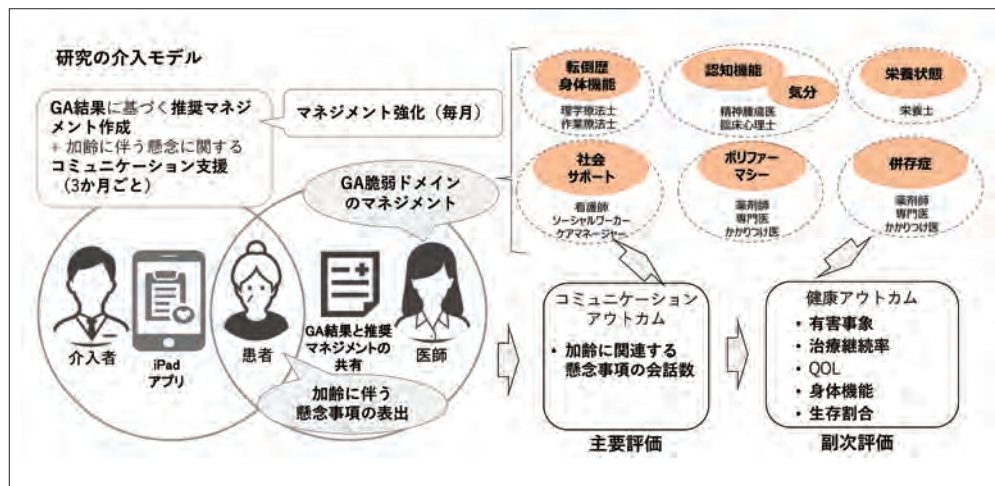 研究の介入モデル
GA結果に基づく推奨マネジ
メント作成
+ 加齢に伴う懸念に関する
コミュニケーション支援
（3か月ごと）
マネジメント強化（毎月）
GA脆弱ドメイン
のマネジメント
介入者
iPad
アプリ
患者
GA結果と推奨
マネジメントの
共有
医師
加齢に伴う
懸念事項の表出
転倒歴
身体機能
理学療法士
作業療法士
認知機能
気分
精神腫瘍医
臨床心理士
栄養状態
栄養士
社会
サポート
看護師
ソーシャルワーカー
ケアマネージャー
ポリファー
マシー
薬剤師
専門医
かかりつけ医
併存症
薬剤師
専門医
かかりつけ医
コミュニケーション
アウトカム
・加齢に関連する
懸念事項の会話数
主要評価
健康アウトカム
・有害事象
・治療継続率
・QOL
・身体機能
・生存割合
副次評価